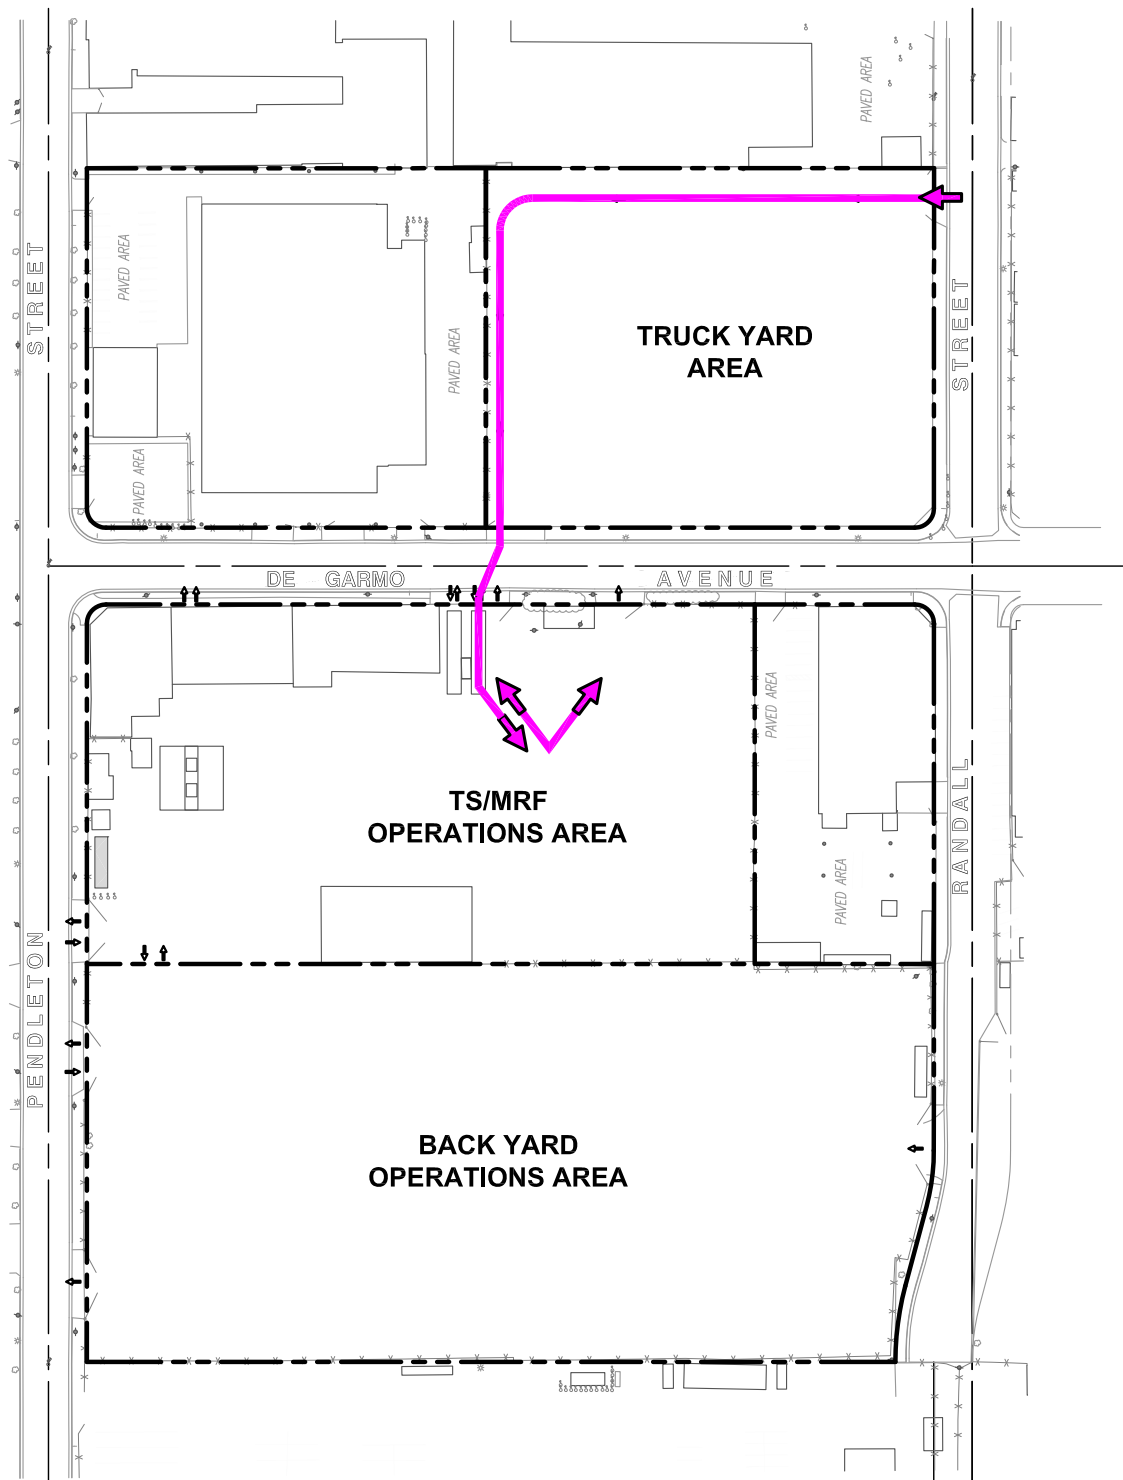 PAVED AREA
STREET
PAVED AREA
PAVED AREA
PAVED AREA
TRUCK YARD
AREA
STREET
DE GARMO AVENUE
PAVED AREA
TS/MRF
OPERATIONS AREA
RANDALL
PAVED AREA
PENDLETON
BACK YARD
OPERATIONS AREA